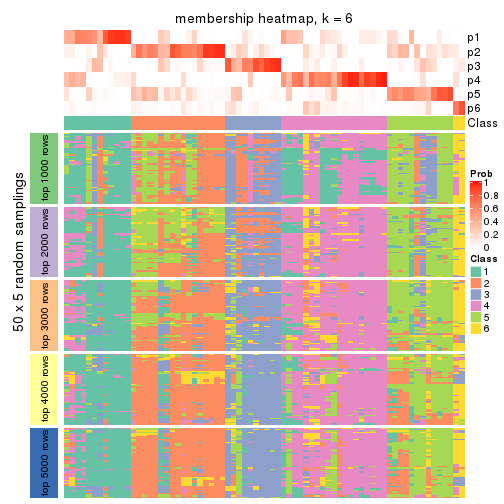 membership heatmap, k = 6
p1
p2
p3
p4
p5
p6
Class
50 x 5 random samplings
top 1000 rows
top 2000 rows
top 3000 rows
top 4000 rows
top 5000 rows
Prob
1
0.8
0.6
0.4
0.2
0
Class
1
2
3
4
5
6